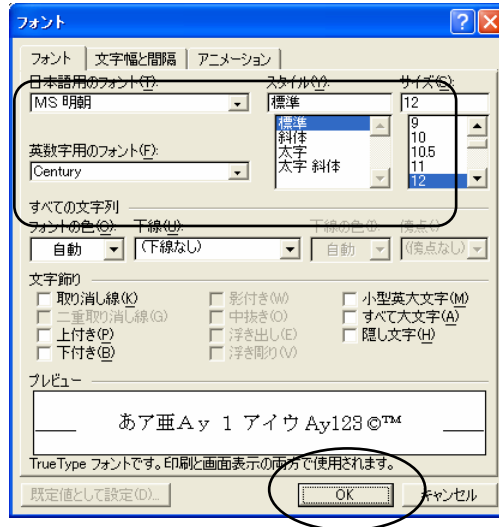 フォント
フォント 文字幅と間隔 アニメーション
日本語用のフォント(T): スタイル(Y): サイズ(S):
MS 明朝 標準 12
標準 9
斜体 10
英数字用のフォント(F): 太字 10.5
太字 斜体 11
Century 12
すべての文字列
フォントの色(O): 下線(U): 下線の色(I): 傍点(:)
自動 (下線なし) 自動 (傍点なし)
文字飾り
取り消し線(K) 影付き(W) 小型英大文字(M)
二重取り消し線(G) 中抜き(O) すべて大文字(A)
上付き(P) 浮き出し(E) 隠し文字(H)
下付き(B) 浮き彫り(V)
プレビュー
あア亜Ay 1 アイウ Ay123 ©™
TrueType フォントです。印刷と画面表示の両方で使用されます。
既定値として設定(D)... OK キャンセル